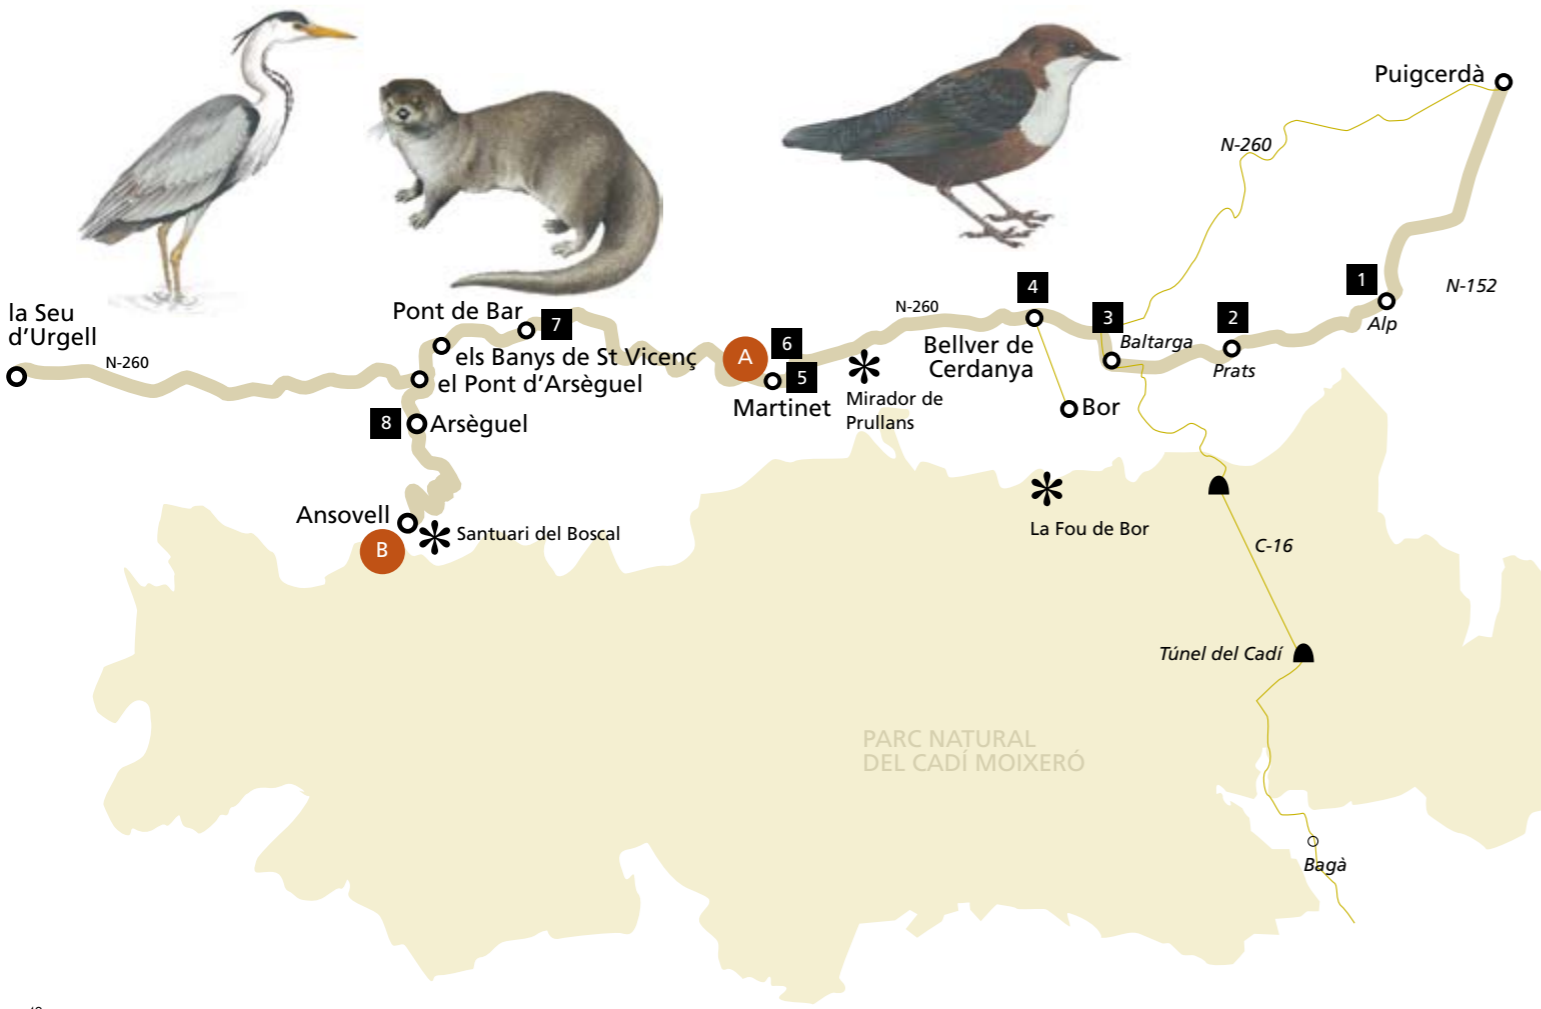 Puigcerdà
N-260
N-152
1
Alp
la Seu
d'Urgell
N-260
Pont de Bar
7
els Banys de St Vicenç
el Pont d'Arsèguel
8
Arsèguel
Ansovell
B
Santuari del Boscal
A
6
5
Martinet
Mirador de
Prullans
N-260
4
Bellver de
Cerdanya
Bor
3
Baltarga
2
Prats
La Fou de Bor
C-16
Túnel del Cadí
PARC NATURAL
DEL CADÍ MOIXERÓ
Bagà